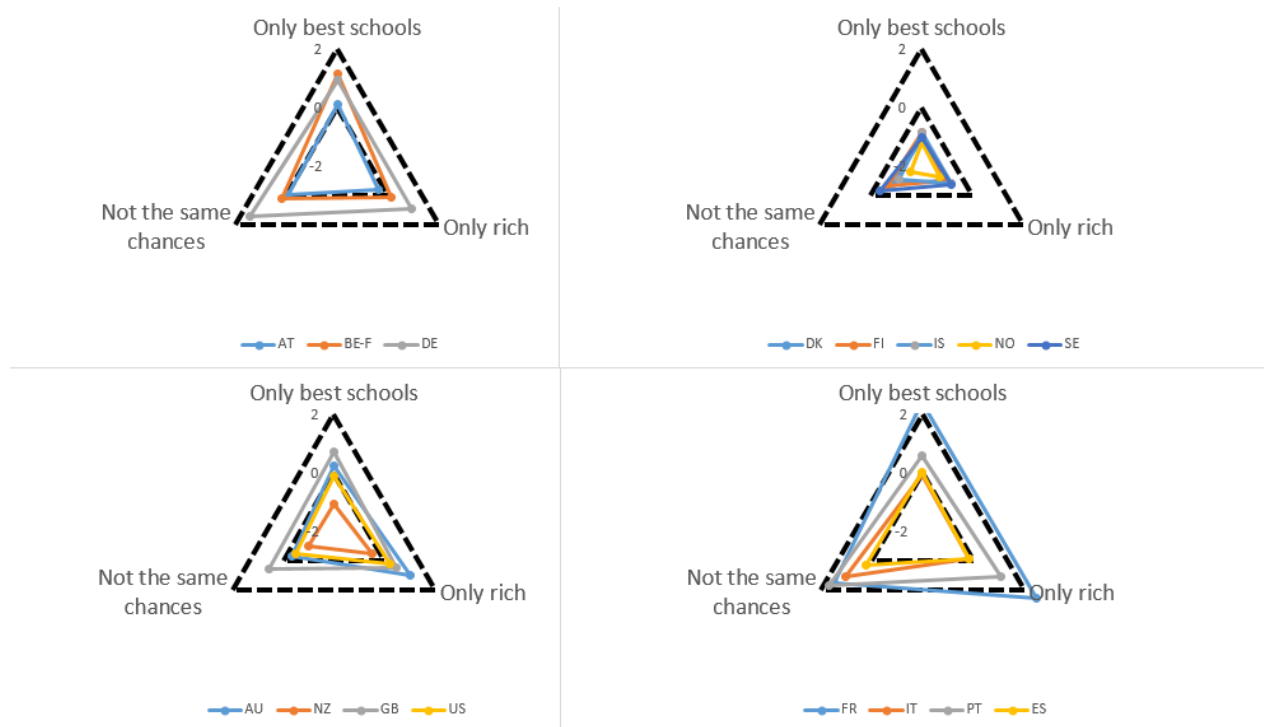 Only best schools
2
0
-2
Not the same
chances
Only rich
AT BE-F DE
Only best schools
2
0
-2
Not the same
chances
Only rich
DK FI IS NO SE
Only best schools
2
0
-2
Not the same
chances
Only rich
AU NZ GB US
Only best schools
2
0
-2
Not the same
chances
Only rich
FR IT PT ES